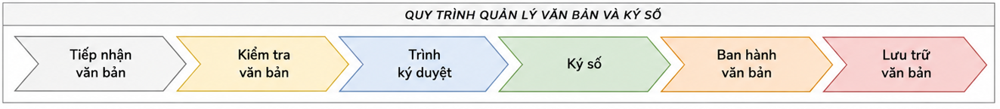 QUY TRÌNH QUẢN LÝ VĂN BẢN VÀ KÝ SỐ
Tiếp nhận
văn bản
Kiểm tra
văn bản
Trình
ký duyệt
Ký số
Ban hành
văn bản
Lưu trữ
văn bản